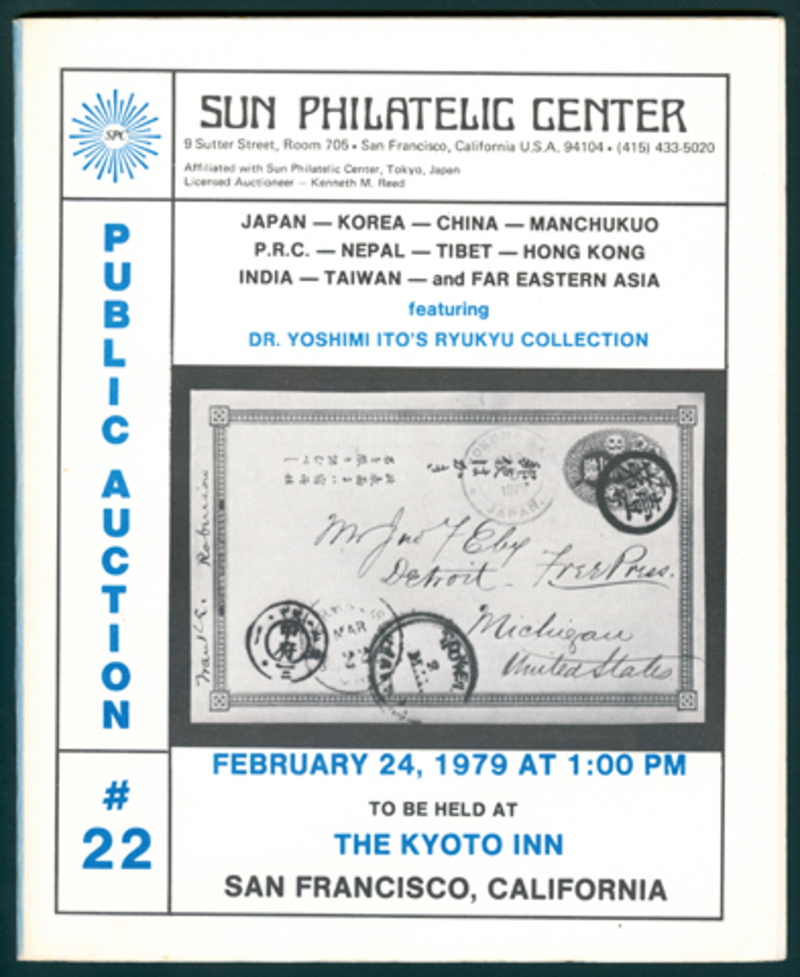 SPC
SUN PHILATELIC CENTER
9 Sutter Street, Room 705 • San Francisco, California U.S.A. 94104 • (415) 433-5020
Affiliated with Sun Philatelic Center, Tokyo, Japan
Licensed Auctioneer — Kenneth M. Reed
PUBLIC AUCTION
# 22
JAPAN — KOREA — CHINA — MANCHUKUO
P.R.C. — NEPAL — TIBET — HONG KONG
INDIA — TAIWAN — and FAR EASTERN ASIA
featuring
DR. YOSHIMI ITO'S RYUKYU COLLECTION
JAPAN.
Mr Jno F Eby
Detroit - Free Press.
Michigan
United States
MAR
甲府
FEBRUARY 24, 1979 AT 1:00 PM
TO BE HELD AT
THE KYOTO INN
SAN FRANCISCO, CALIFORNIA